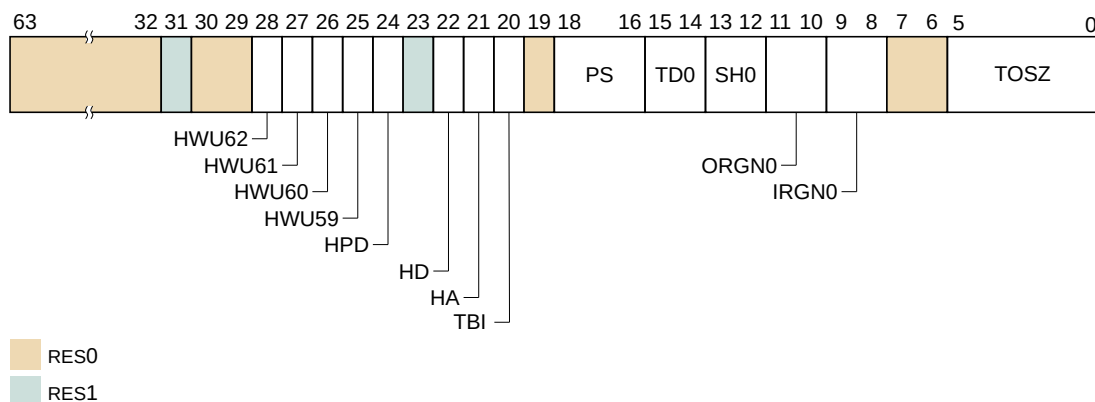 63 32 31 30 29 28 27 26 25 24 23 22 21 20 19 18 16 15 14 13 12 11 10 9 8 7 6 5 0
PS TD0 SH0 TOSZ
HWU62
HWU61
HWU60
HWU59
HPD
HD
HA
TBI
ORGN0
IRGN0
RES0
RES1